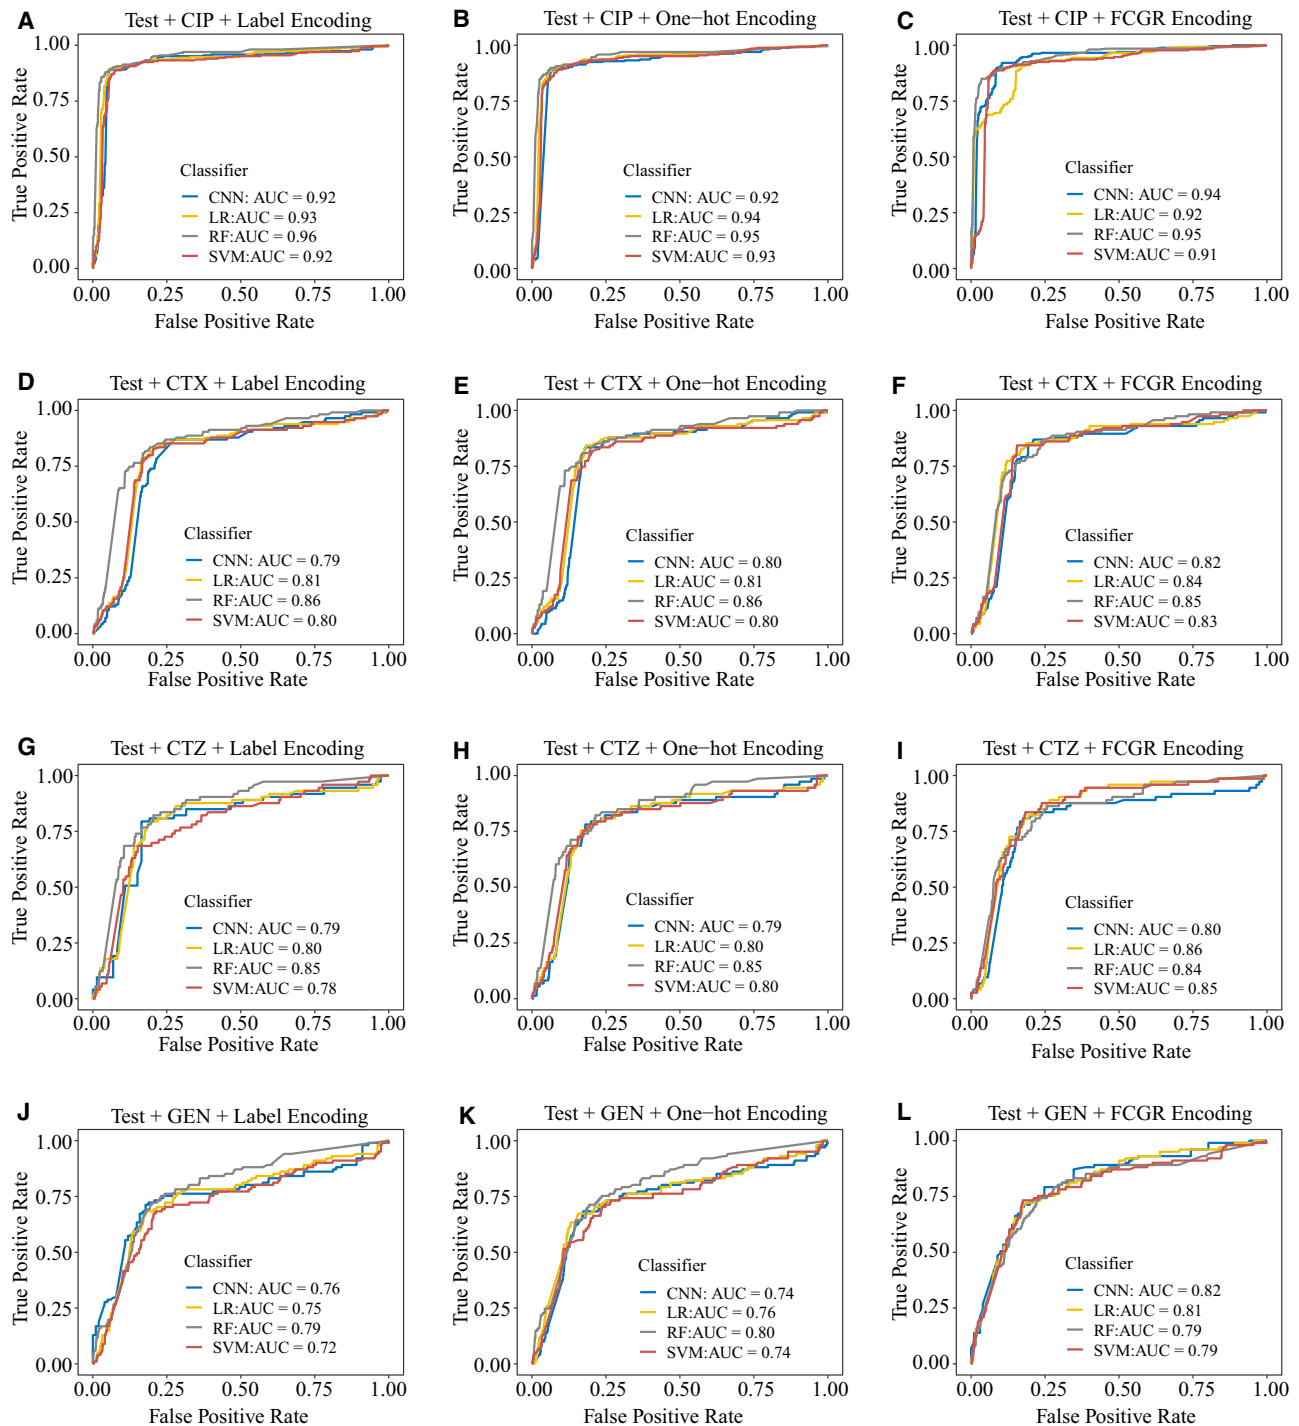 A
Test + CIP + Label Encoding
True Positive Rate
1.00
0.75
0.50
0.25
0.00
Classifier
CNN: AUC = 0.92
LR:AUC = 0.93
RF:AUC = 0.96
SVM:AUC = 0.92
0.00 0.25 0.50 0.75 1.00
False Positive Rate
B
Test + CIP + One−hot Encoding
True Positive Rate
1.00
0.75
0.50
0.25
0.00
Classifier
CNN: AUC = 0.92
LR:AUC = 0.94
RF:AUC = 0.95
SVM:AUC = 0.93
0.00 0.25 0.50 0.75 1.00
False Positive Rate
C
Test + CIP + FCGR Encoding
True Positive Rate
1.00
0.75
0.50
0.25
0.00
Classifier
CNN: AUC = 0.94
LR:AUC = 0.92
RF:AUC = 0.95
SVM:AUC = 0.91
0.00 0.25 0.50 0.75 1.00
False Positive Rate
D
Test + CTX + Label Encoding
True Positive Rate
1.00
0.75
0.50
0.25
0.00
Classifier
CNN: AUC = 0.79
LR:AUC = 0.81
RF:AUC = 0.86
SVM:AUC = 0.80
0.00 0.25 0.50 0.75 1.00
False Positive Rate
E
Test + CTX + One−hot Encoding
True Positive Rate
1.00
0.75
0.50
0.25
0.00
Classifier
CNN: AUC = 0.80
LR:AUC = 0.81
RF:AUC = 0.86
SVM:AUC = 0.80
0.00 0.25 0.50 0.75 1.00
False Positive Rate
F
Test + CTX + FCGR Encoding
True Positive Rate
1.00
0.75
0.50
0.25
0.00
Classifier
CNN: AUC = 0.82
LR:AUC = 0.84
RF:AUC = 0.85
SVM:AUC = 0.83
0.00 0.25 0.50 0.75 1.00
False Positive Rate
G
Test + CTZ + Label Encoding
True Positive Rate
1.00
0.75
0.50
0.25
0.00
Classifier
CNN: AUC = 0.79
LR:AUC = 0.80
RF:AUC = 0.85
SVM:AUC = 0.78
0.00 0.25 0.50 0.75 1.00
False Positive Rate
H
Test + CTZ + One−hot Encoding
True Positive Rate
1.00
0.75
0.50
0.25
0.00
Classifier
CNN: AUC = 0.79
LR:AUC = 0.80
RF:AUC = 0.85
SVM:AUC = 0.80
0.00 0.25 0.50 0.75 1.00
False Positive Rate
I
Test + CTZ + FCGR Encoding
True Positive Rate
1.00
0.75
0.50
0.25
0.00
Classifier
CNN: AUC = 0.80
LR:AUC = 0.86
RF:AUC = 0.84
SVM:AUC = 0.85
0.00 0.25 0.50 0.75 1.00
False Positive Rate
J
Test + GEN + Label Encoding
True Positive Rate
1.00
0.75
0.50
0.25
0.00
Classifier
CNN: AUC = 0.76
LR:AUC = 0.75
RF:AUC = 0.79
SVM:AUC = 0.72
0.00 0.25 0.50 0.75 1.00
False Positive Rate
K
Test + GEN + One−hot Encoding
True Positive Rate
1.00
0.75
0.50
0.25
0.00
Classifier
CNN: AUC = 0.74
LR:AUC = 0.76
RF:AUC = 0.80
SVM:AUC = 0.74
0.00 0.25 0.50 0.75 1.00
False Positive Rate
L
Test + GEN + FCGR Encoding
True Positive Rate
1.00
0.75
0.50
0.25
0.00
Classifier
CNN: AUC = 0.82
LR:AUC = 0.81
RF:AUC = 0.79
SVM:AUC = 0.79
0.00 0.25 0.50 0.75 1.00
False Positive Rate